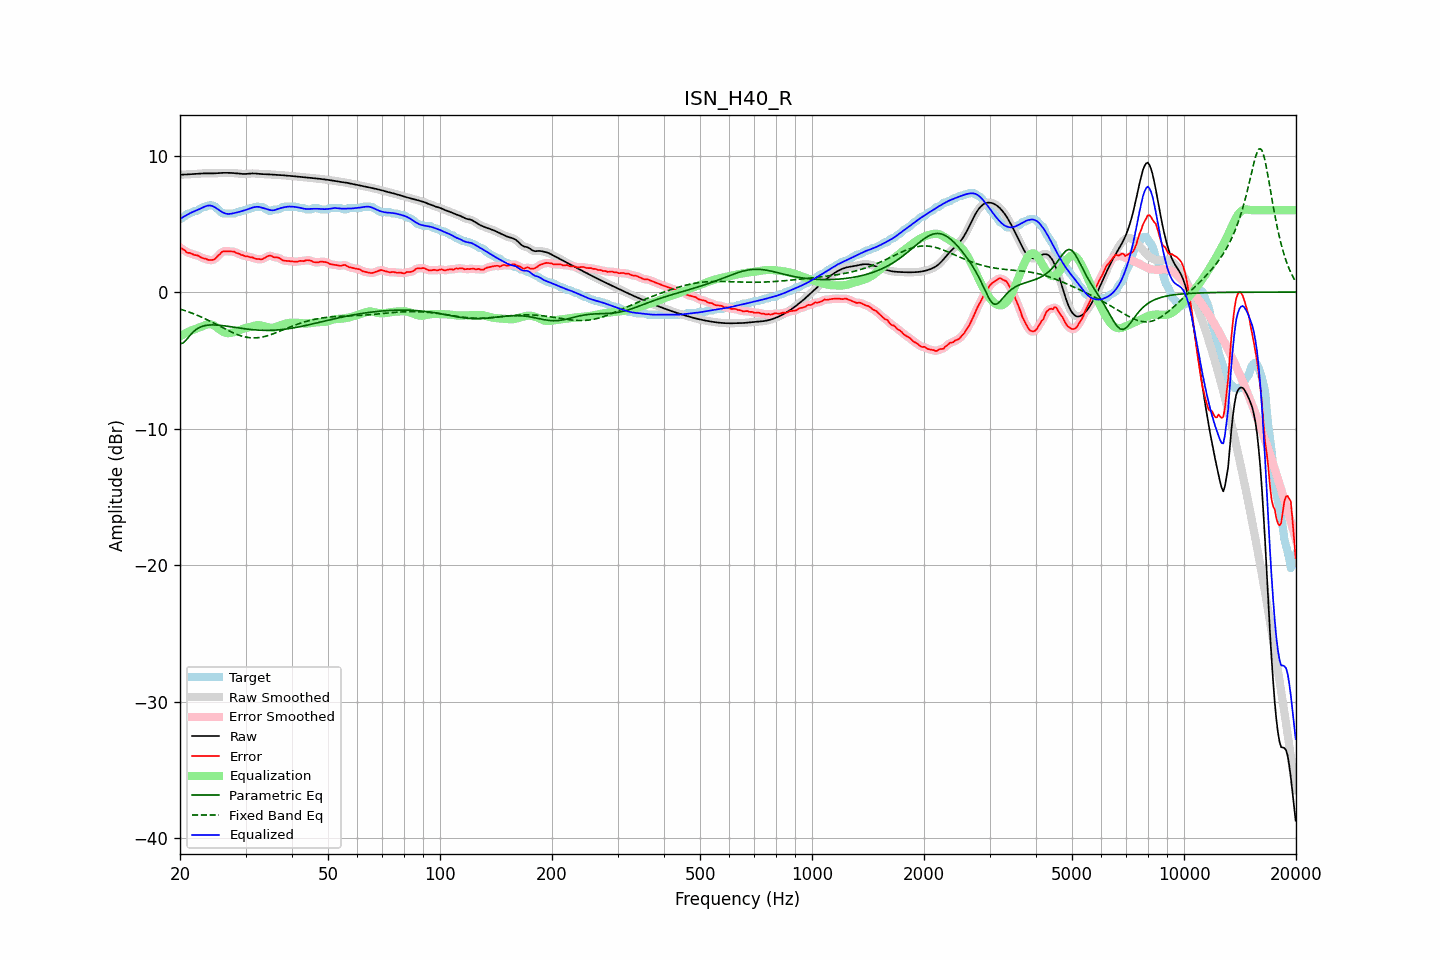 ISN_H40_R
Amplitude (dBr)
10
0
−10
−20
−30
−40
Target
Raw Smoothed
Error Smoothed
Raw
Error
Equalization
Parametric Eq
Fixed Band Eq
Equalized
20 50 100 200 500 1000 2000 5000 10000 20000
Frequency (Hz)